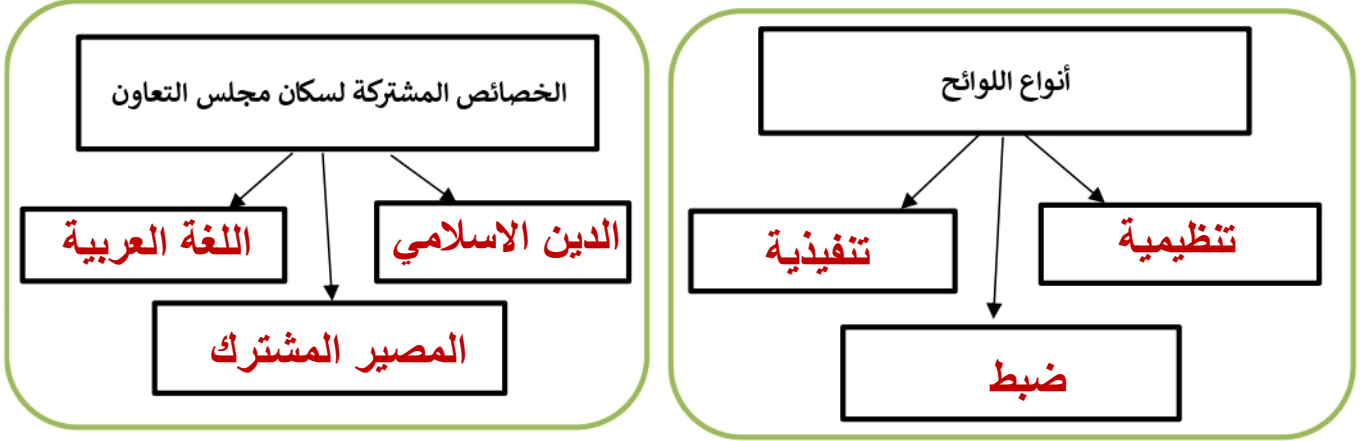 أنواع اللوائح
تنظيمية
تنفيذية
ضبط
الخصائص المشتركة لسكان مجلس التعاون
الدين الاسلامي
اللغة العربية
المصير المشترك